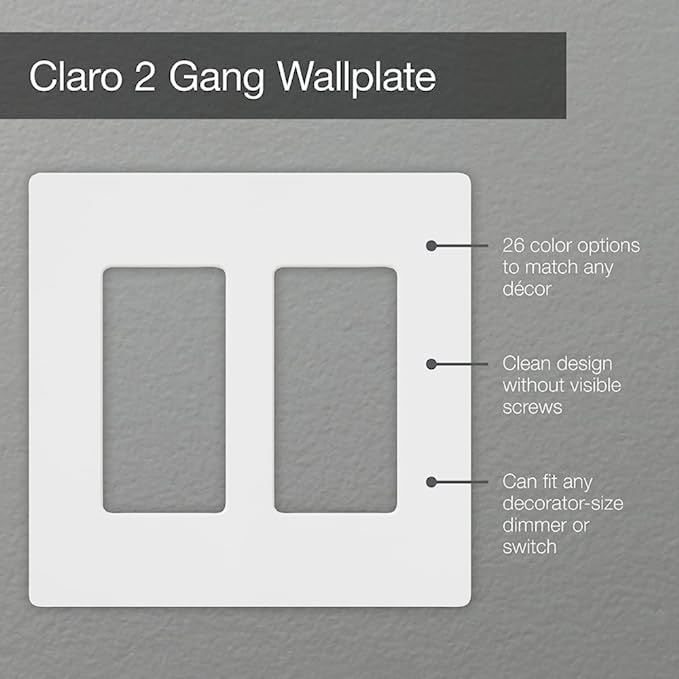 Claro 2 Gang Wallplate
26 color options
to match any
décor
Clean design
without visible
screws
Can fit any
decorator-size
dimmer or
switch